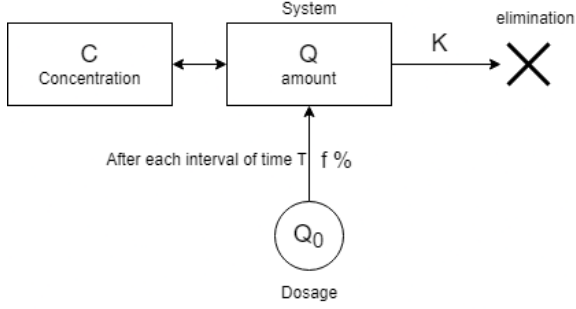 System
elimination
C
Concentration
Q
amount
K
After each interval of time T
f %
Q0
Dosage